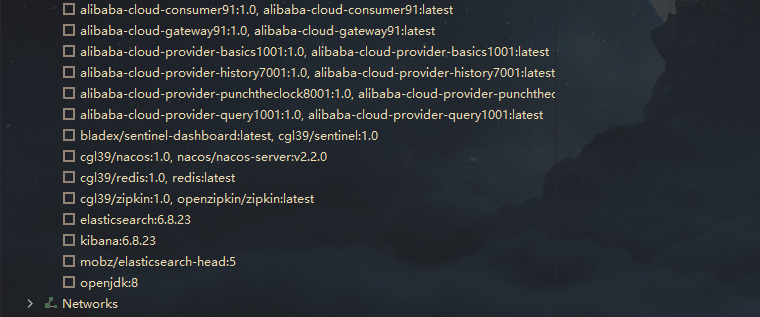 alibaba-cloud-consumer91:1.0, alibaba-cloud-consumer91:latest
alibaba-cloud-gateway91:1.0, alibaba-cloud-gateway91:latest
alibaba-cloud-provider-basics1001:1.0, alibaba-cloud-provider-basics1001:latest
alibaba-cloud-provider-history7001:1.0, alibaba-cloud-provider-history7001:latest
alibaba-cloud-provider-punchtheclock8001:1.0, alibaba-cloud-provider-punchthec
alibaba-cloud-provider-query1001:1.0, alibaba-cloud-provider-query1001:latest
bladex/sentinel-dashboard:latest, cgl39/sentinel:1.0
cgl39/nacos:1.0, nacos/nacos-server:v2.2.0
cgl39/redis:1.0, redis:latest
cgl39/zipkin:1.0, openzipkin/zipkin:latest
elasticsearch:6.8.23
kibana:6.8.23
mobz/elasticsearch-head:5
openjdk:8
Networks